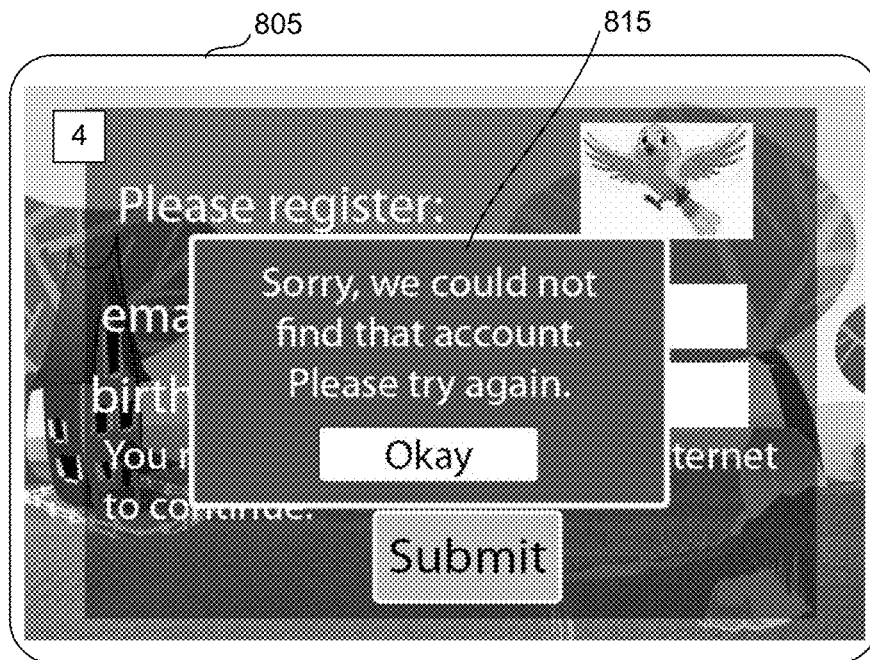 805
815
4
Please register:
Sorry, we could not
find that account.
Please try again.
ema
birth
Okay
You ternet
to continue.
Submit